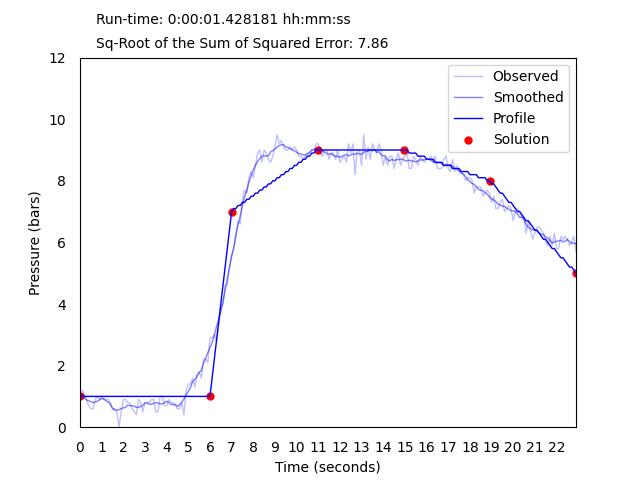 Run-time: 0:00:01.428181 hh:mm:ss
Sq-Root of the Sum of Squared Error: 7.86
12
10
8
6
4
2
0
Pressure (bars)
Observed
Smoothed
Profile
Solution
0 1 2 3 4 5 6 7 8 9 10 11 12 13 14 15 16 17 18 19 20 21 22
Time (seconds)